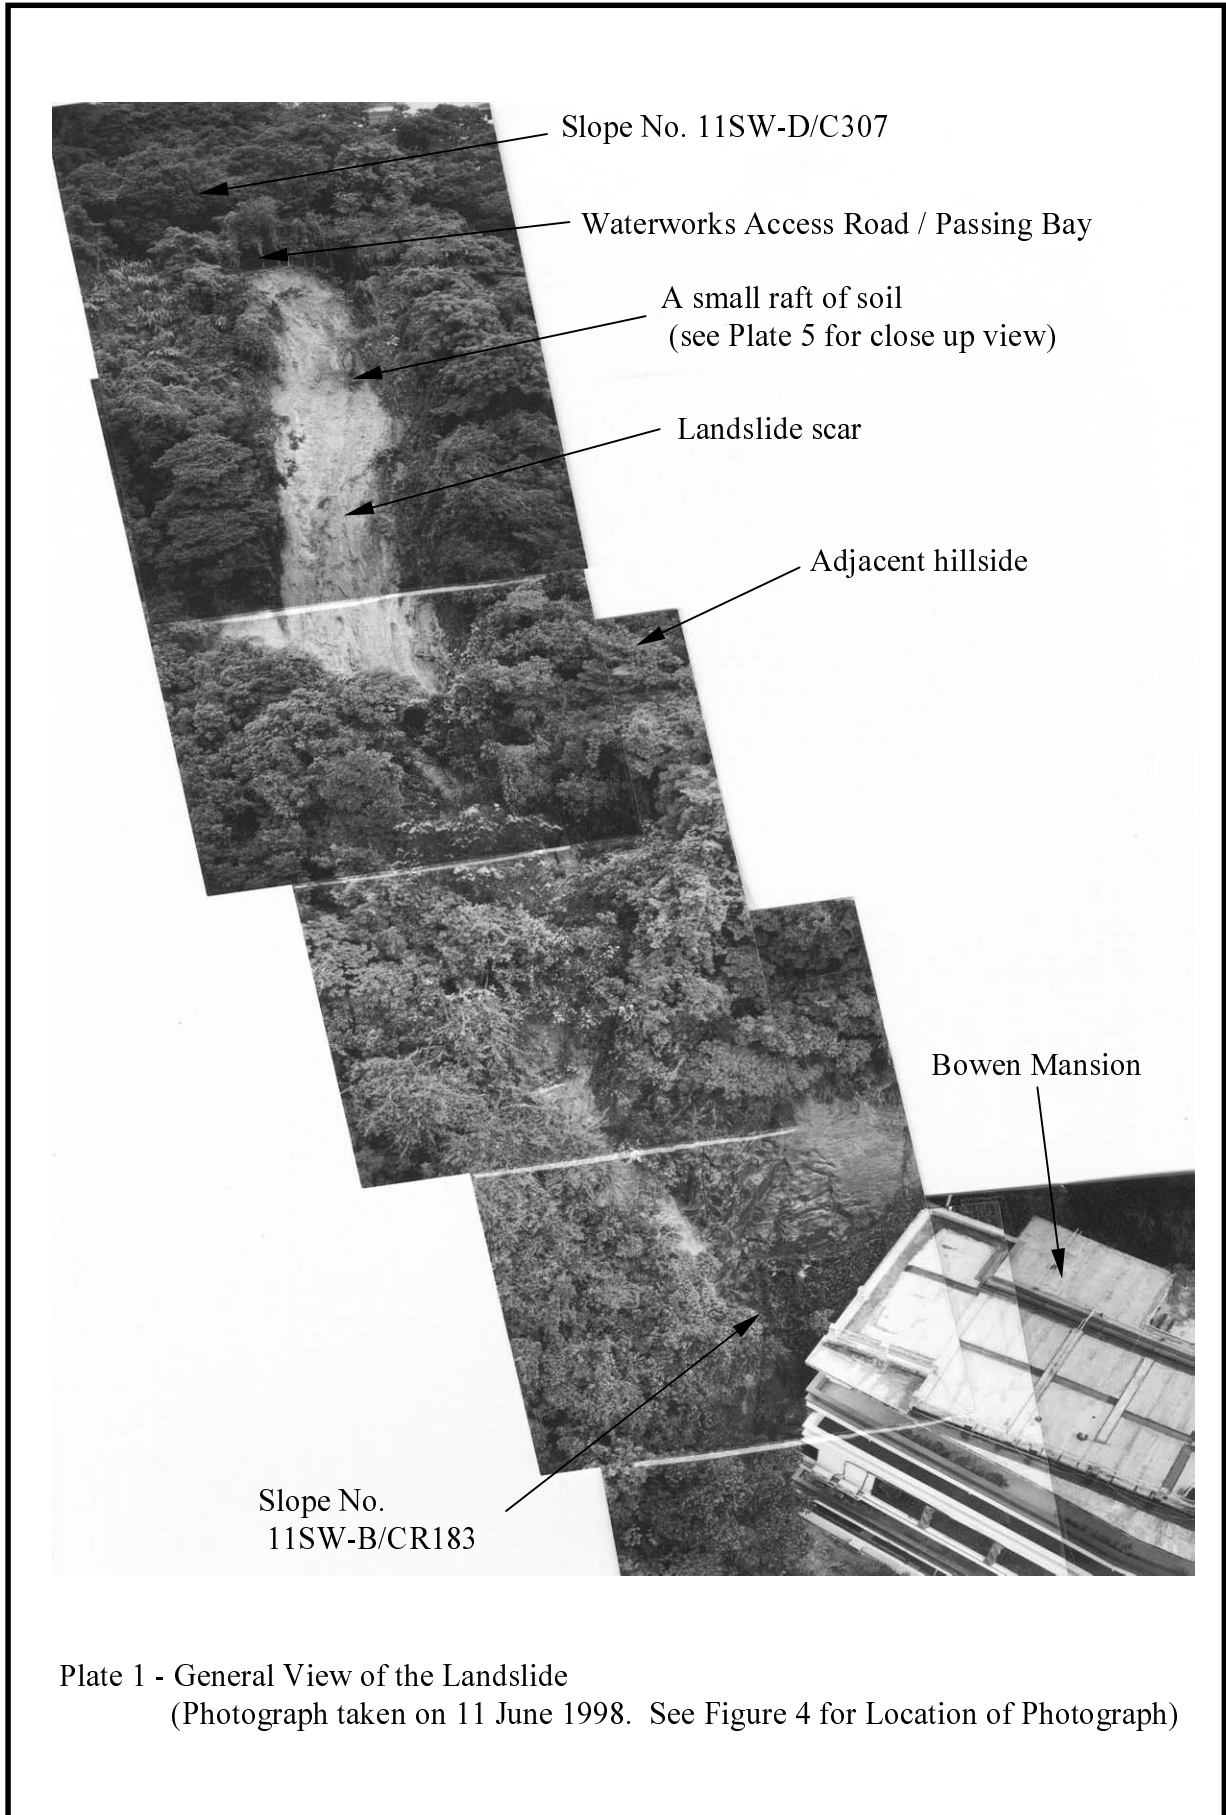 Slope No. 11SW-D/C307
Waterworks Access Road / Passing Bay
A small raft of soil
(see Plate 5 for close up view)
Landslide scar
Adjacent hillside
Bowen Mansion
Slope No.
11SW-B/CR183
Plate 1 - General View of the Landslide
(Photograph taken on 11 June 1998. See Figure 4 for Location of Photograph)